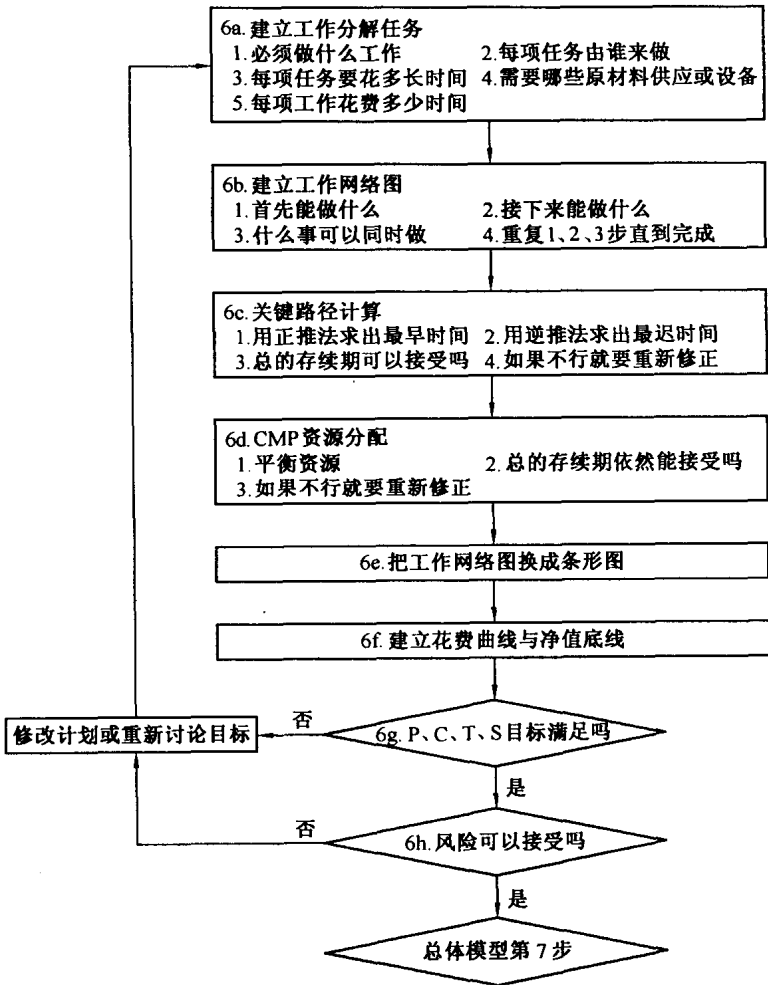 6a.建立工作分解任务
1.必须做什么工作 2.每项任务由谁来做
3.每项任务要花多长时间 4.需要哪些原材料供应或设备
5.每项工作花费多少时间
6b.建立工作网络图
1.首先能做什么 2.接下来能做什么
3.什么事可以同时做 4.重复1、2、3步直到完成
6c.关键路径计算
1.用正推法求出最早时间 2.用逆推法求出最迟时间
3.总的存续期可以接受吗 4.如果不行就要重新修正
6d.CMP资源分配
1.平衡资源 2.总的存续期依然能接受吗
3.如果不行就要重新修正
6e.把工作网络图换成条形图
6f.建立花费曲线与净值底线
修改计划或重新讨论目标
否
6g.P、C、T、S目标满足吗
是
否
6h.风险可以接受吗
是
总体模型第7步